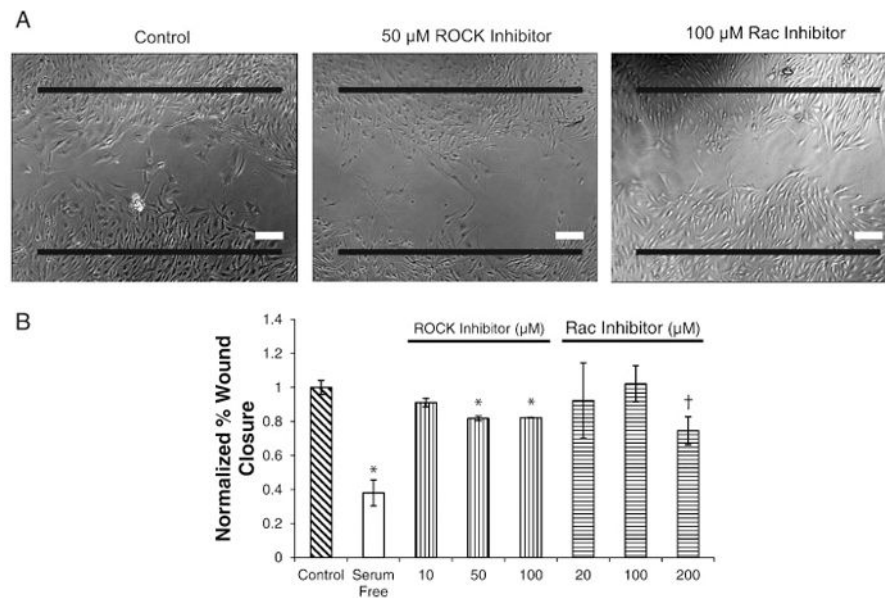 A
Control
50 µM ROCK Inhibitor
100 µM Rac Inhibitor
B
Normalized % Wound
Closure
1.4
1.2
1
0.8
0.6
0.4
0.2
0
ROCK Inhibitor (µM)
Rac Inhibitor (µM)
*
*
*
†
Control
Serum
Free
10
50
100
20
100
200